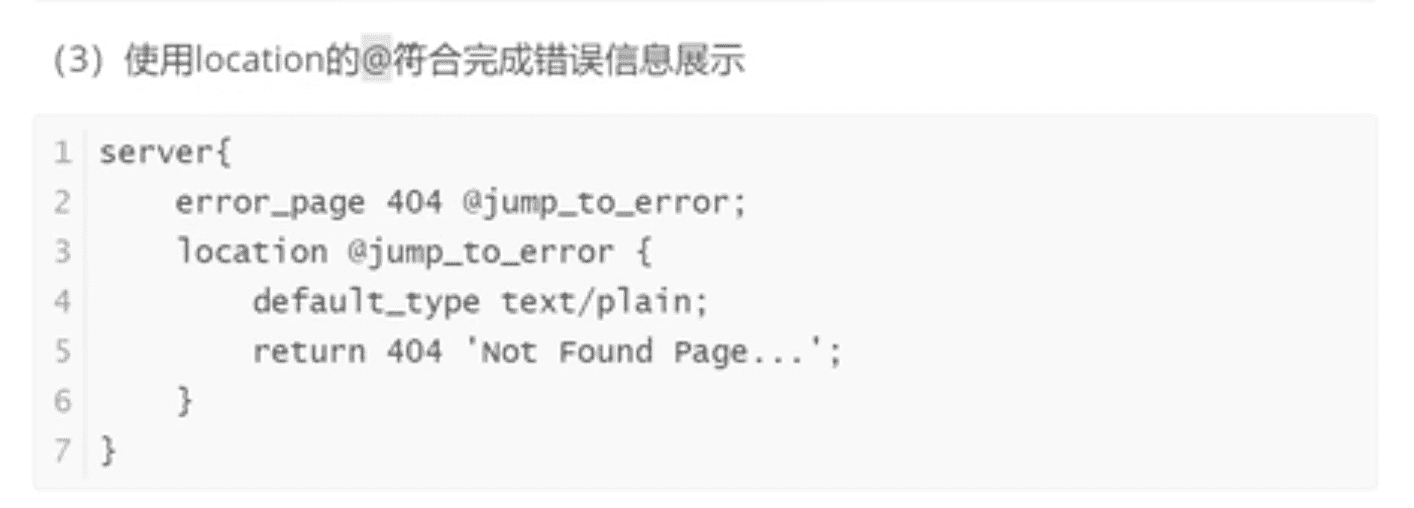 （3）使用location的@符合完成错误信息展示
1 server{
2     error_page 404 @jump_to_error;
3     location @jump_to_error {
4         default_type text/plain;
5         return 404 'Not Found Page...';
6     }
7 }